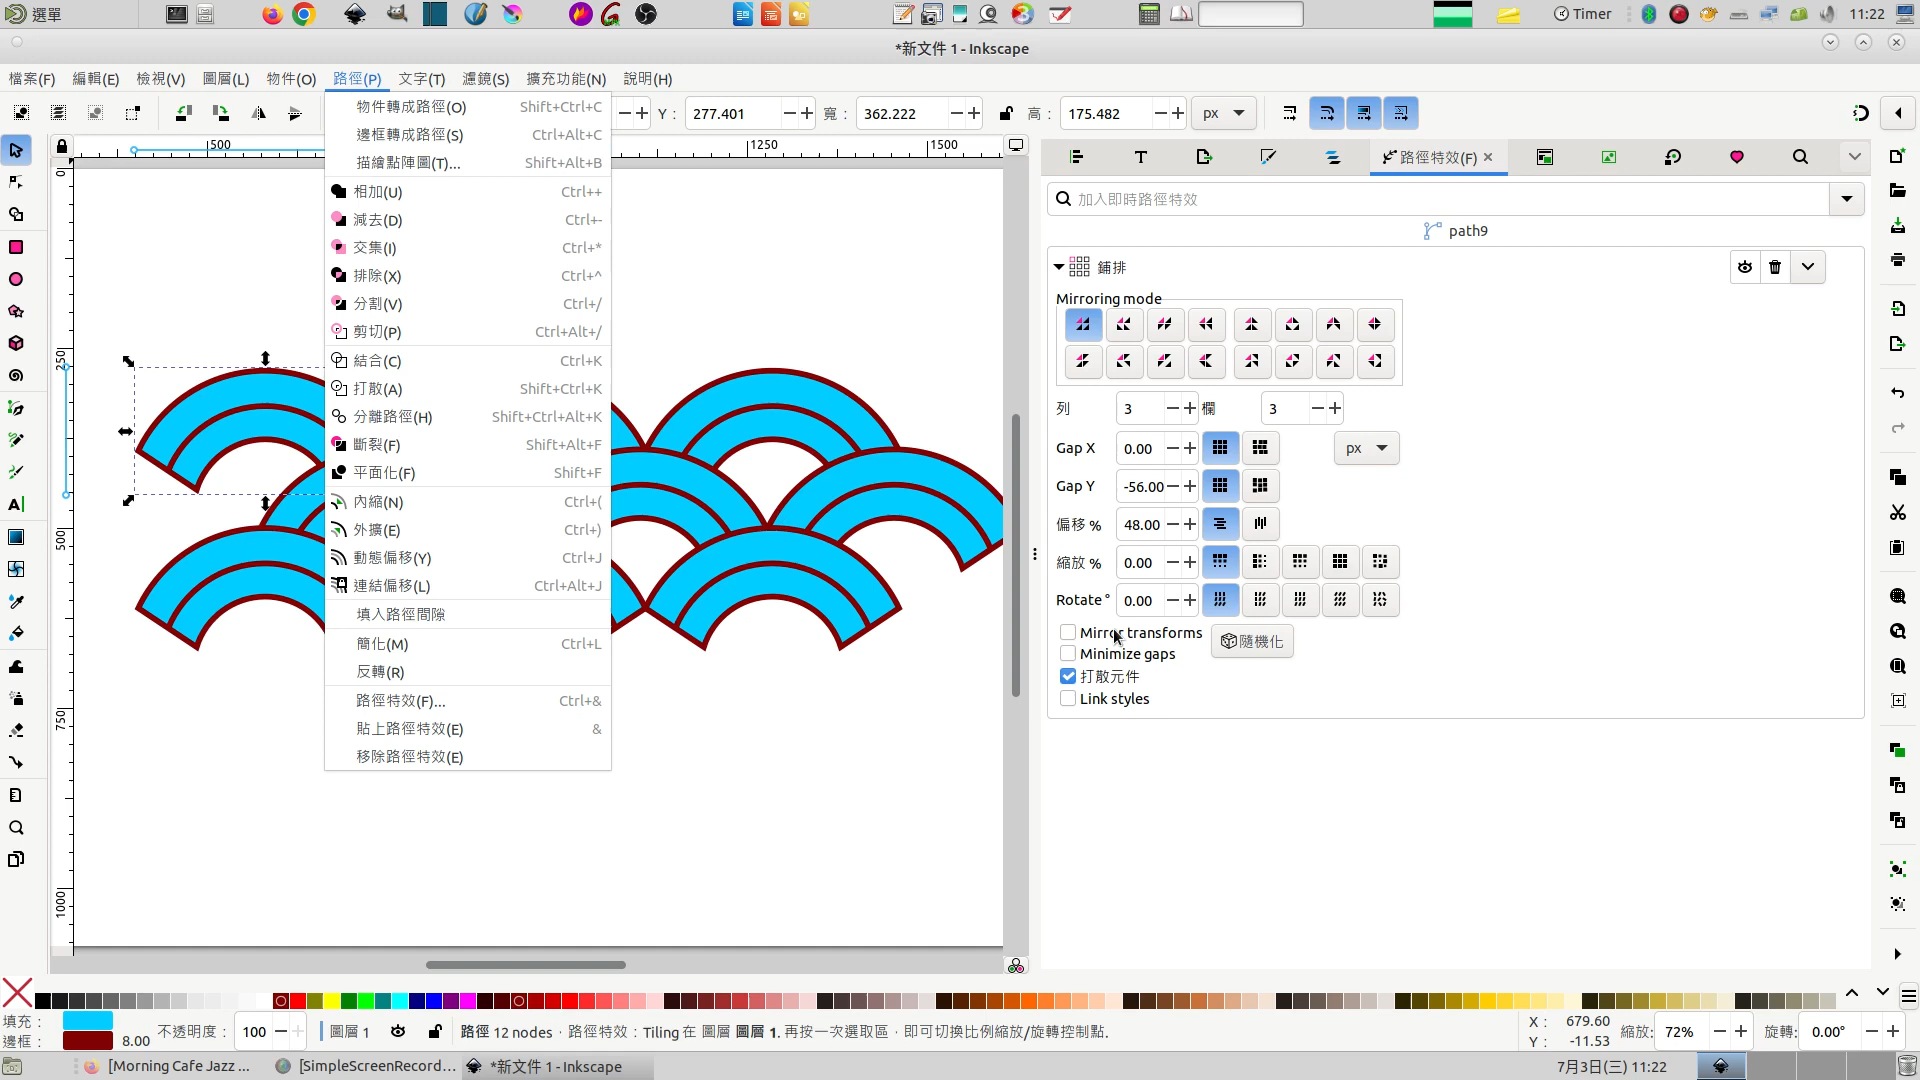 選單
Timer
11:22
*新文件 1 - Inkscape
檔案(F) 編輯(E) 檢視(V) 圖層(L) 物件(O) 路徑(P) 文字(T) 濾鏡(S) 擴充功能(N) 說明(H)
Y: 277.401 寬: 362.222 高: 175.482 px
物件轉成路徑(O) Shift+Ctrl+C
邊框轉成路徑(S) Ctrl+Alt+C
描繪點陣圖(T)... Shift+Alt+B
相加(U) Ctrl++
減去(D) Ctrl+-
交集(I) Ctrl+*
排除(X) Ctrl+^
分割(V) Ctrl+/
剪切(P) Ctrl+Alt+/
結合(C) Ctrl+K
打散(A) Shift+Ctrl+K
分離路徑(H) Shift+Ctrl+Alt+K
斷裂(F) Shift+Alt+F
平面化(F) Shift+F
內縮(N) Ctrl+(
外擴(E) Ctrl+)
動態偏移(Y) Ctrl+J
連結偏移(L) Ctrl+Alt+J
填入路徑間隙
簡化(M) Ctrl+L
反轉(R)
路徑特效(F)... Ctrl+&
貼上路徑特效(E) &
移除路徑特效(E)
500 1250 1500
0
250
500
750
1000
路徑特效(F)
加入即時路徑特效
path9
鋪排
Mirroring mode
列 3 欄 3
Gap X 0.00 px
Gap Y -56.00
偏移 % 48.00
縮放 % 0.00
Rotate° 0.00
Mirror transforms 隨機化
Minimize gaps
打散元件
Link styles
填充: 不透明度: 100 圖層 1 路徑 12 nodes · 路徑特效: Tiling 在 圖層 圖層 1. 再按一次選取區,即可切換比例縮放/旋轉控制點.
邊框: 8.00
X: 679.60
Y: -11.53
縮放: 72% 旋轉: 0.00°
[Morning Cafe Jazz ... [SimpleScreenRecord... *新文件 1 - Inkscape 7月3日(三) 11:22